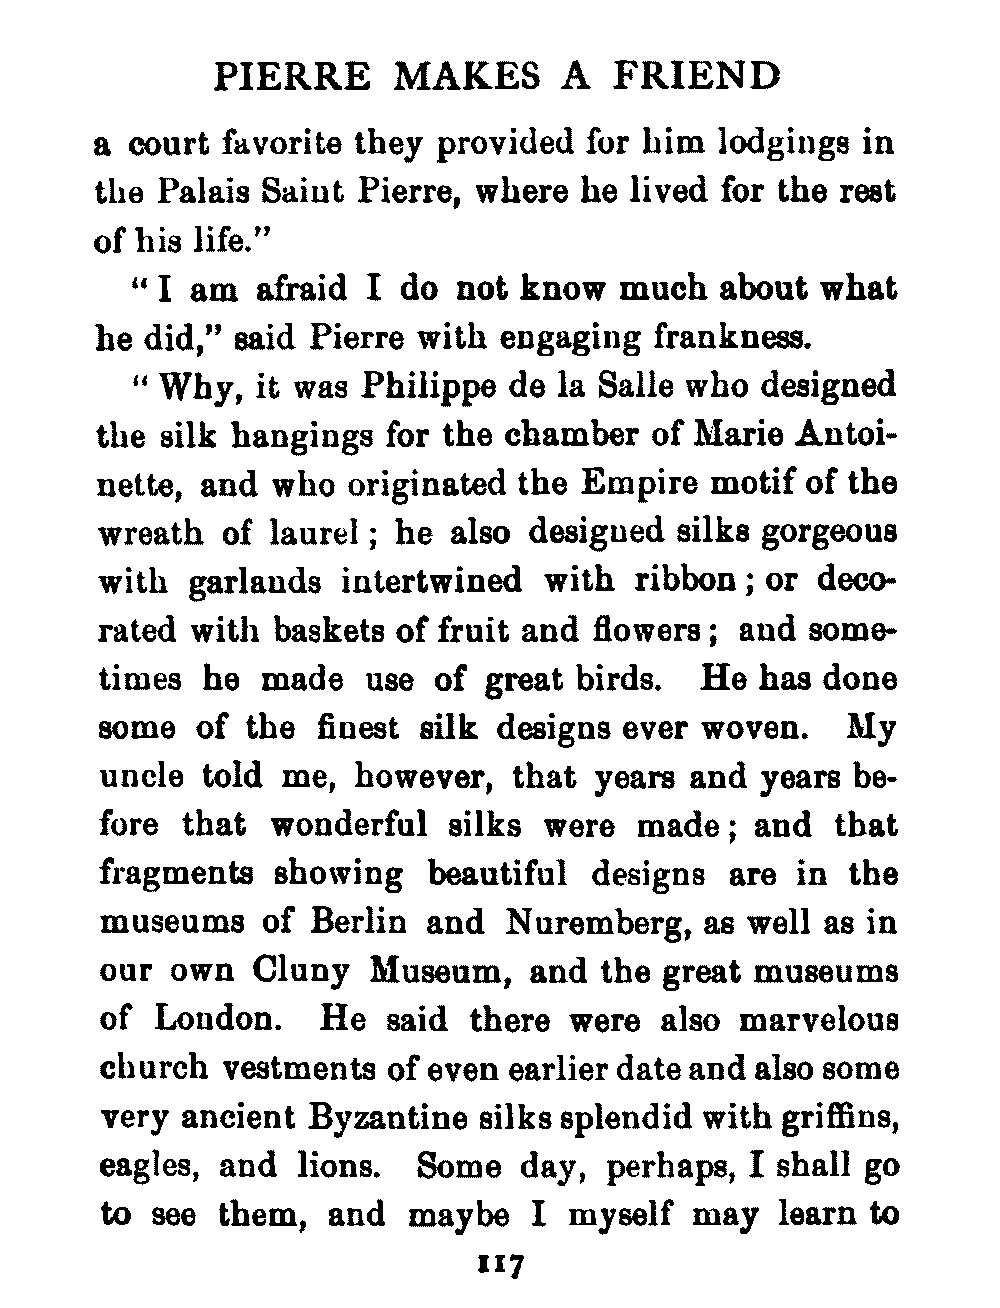 PIERRE MAKES A FRIEND
a court favorite they provided for him lodgings in
the Palais Saint Pierre, where he lived for the rest
of his life.”
“ I am afraid I do not know much about what
he did,” said Pierre with engaging frankness.
“ Why, it was Philippe de la Salle who designed
the silk hangings for the chamber of Marie Antoi-
nette, and who originated the Empire motif of the
wreath of laurel ; he also designed silks gorgeous
with garlands intertwined with ribbon ; or deco-
rated with baskets of fruit and flowers ; and some-
times he made use of great birds. He has done
some of the finest silk designs ever woven. My
uncle told me, however, that years and years be-
fore that wonderful silks were made ; and that
fragments showing beautiful designs are in the
museums of Berlin and Nuremberg, as well as in
our own Cluny Museum, and the great museums
of London. He said there were also marvelous
church vestments of even earlier date and also some
very ancient Byzantine silks splendid with griffins,
eagles, and lions. Some day, perhaps, I shall go
to see them, and maybe I myself may learn to
117